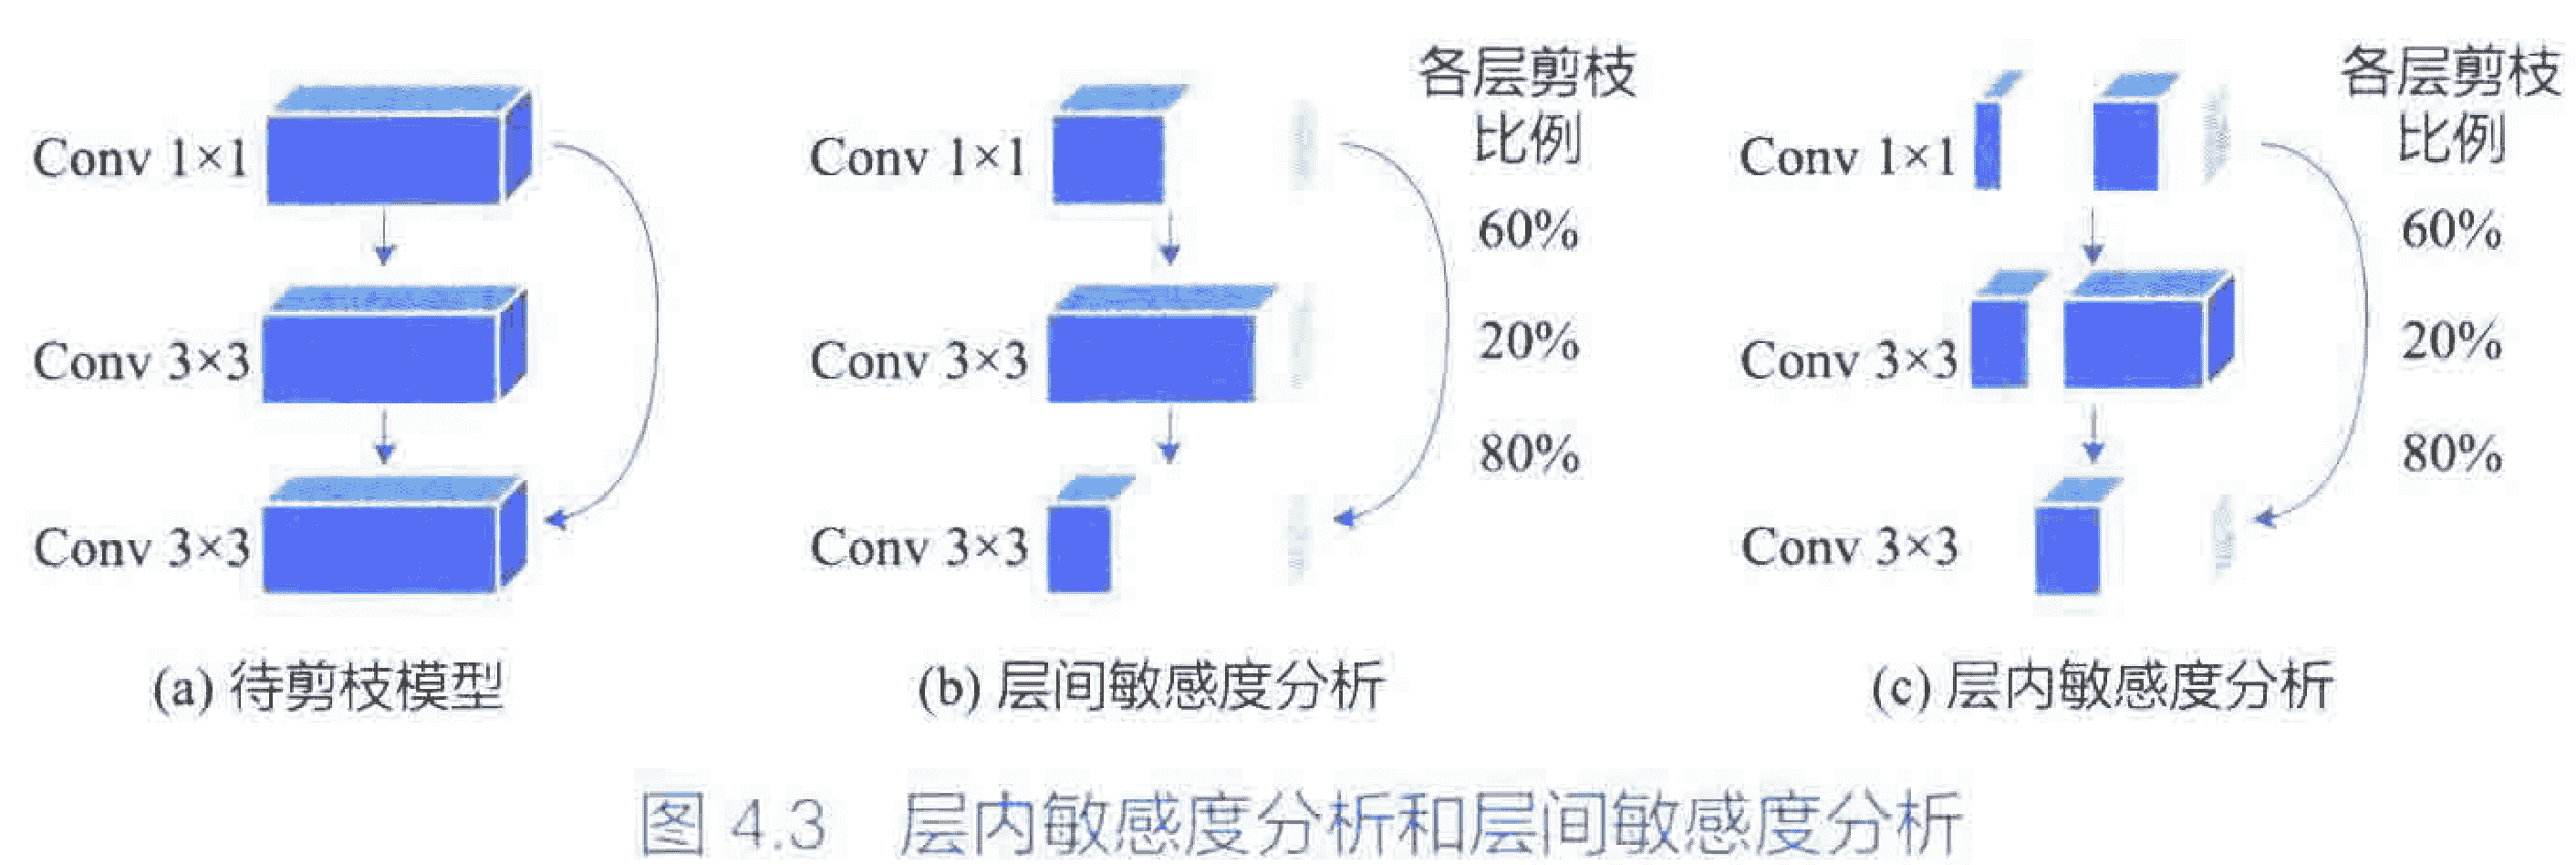 Conv 1×1
Conv 3×3
Conv 3×3
(a) 待剪枝模型
Conv 1×1
Conv 3×3
Conv 3×3
各层剪枝
比例
60%
20%
80%
(b) 层间敏感度分析
Conv 1×1
Conv 3×3
Conv 3×3
各层剪枝
比例
60%
20%
80%
(c) 层内敏感度分析
图 4.3 层内敏感度分析和层间敏感度分析